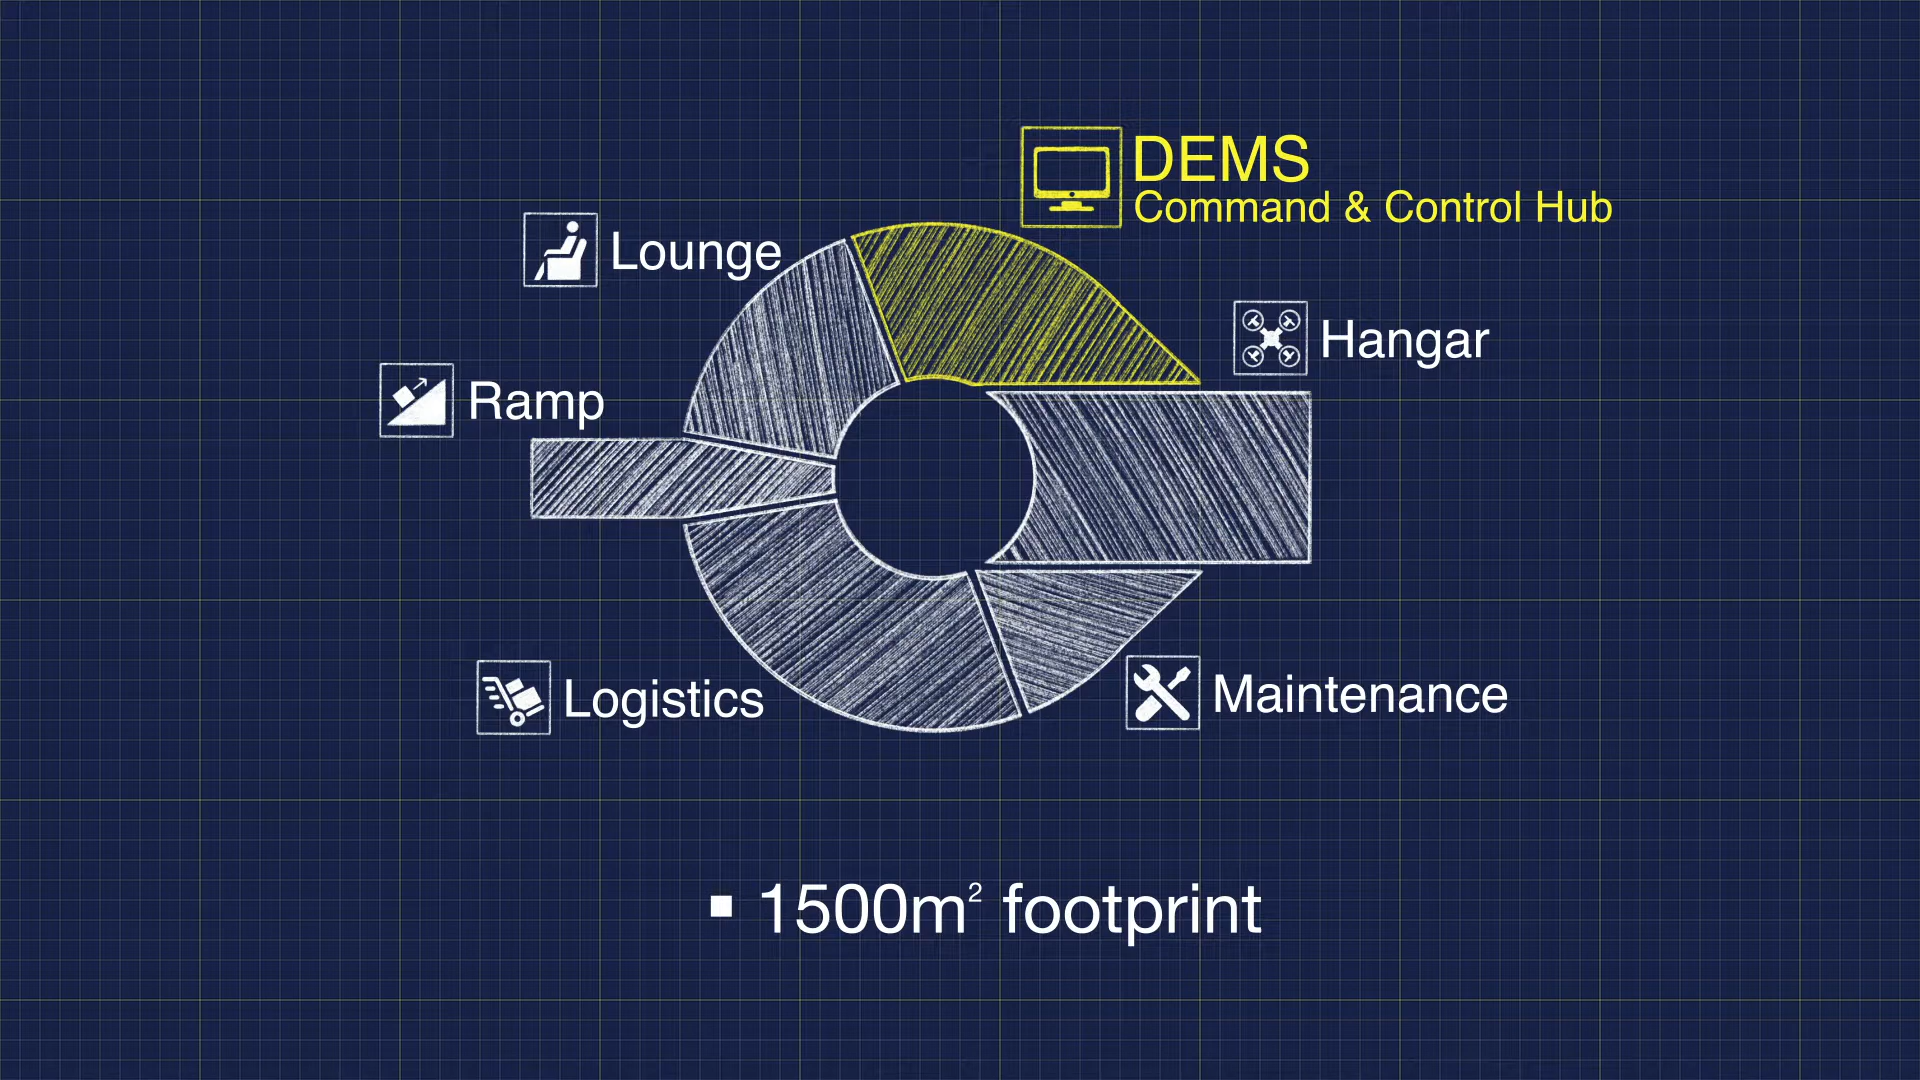 DEMS
Command & Control Hub
Lounge
Hangar
Ramp
Logistics
Maintenance
▪ 1500m² footprint